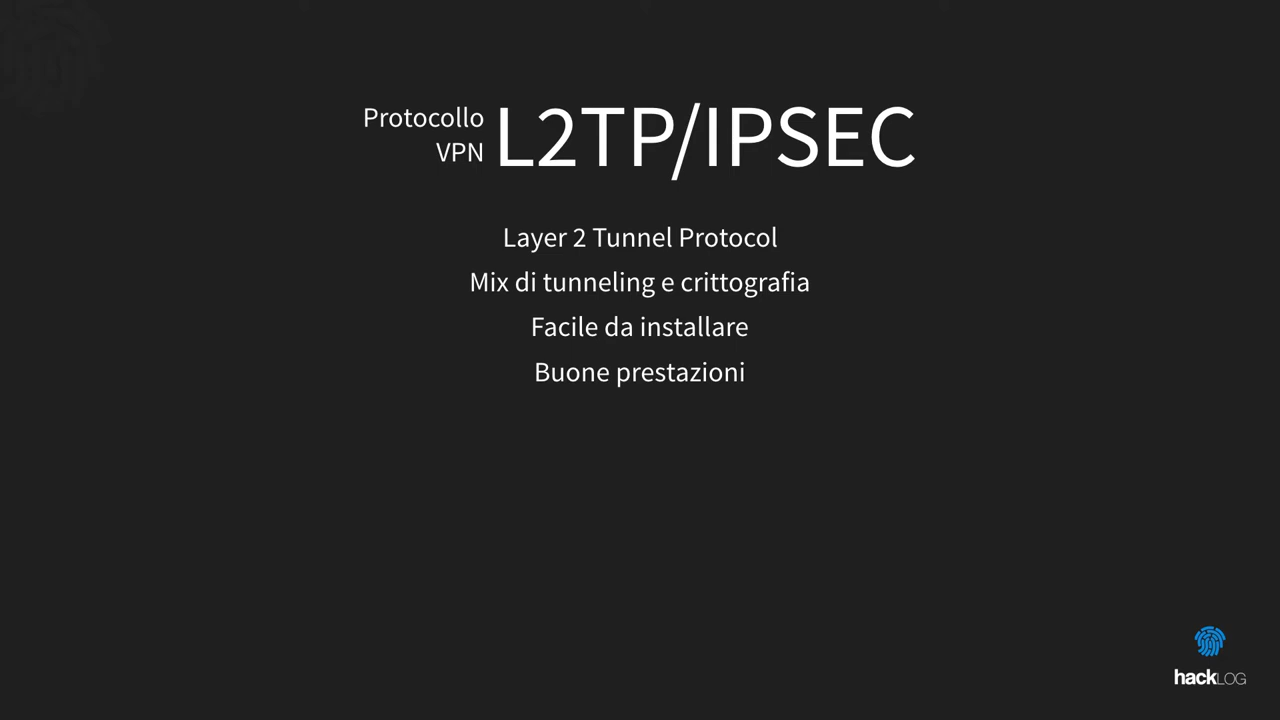 Protocollo
VPN
L2TP/IPSEC
Layer 2 Tunnel Protocol
Mix di tunneling e crittografia
Facile da installare
Buone prestazioni
hackLOG